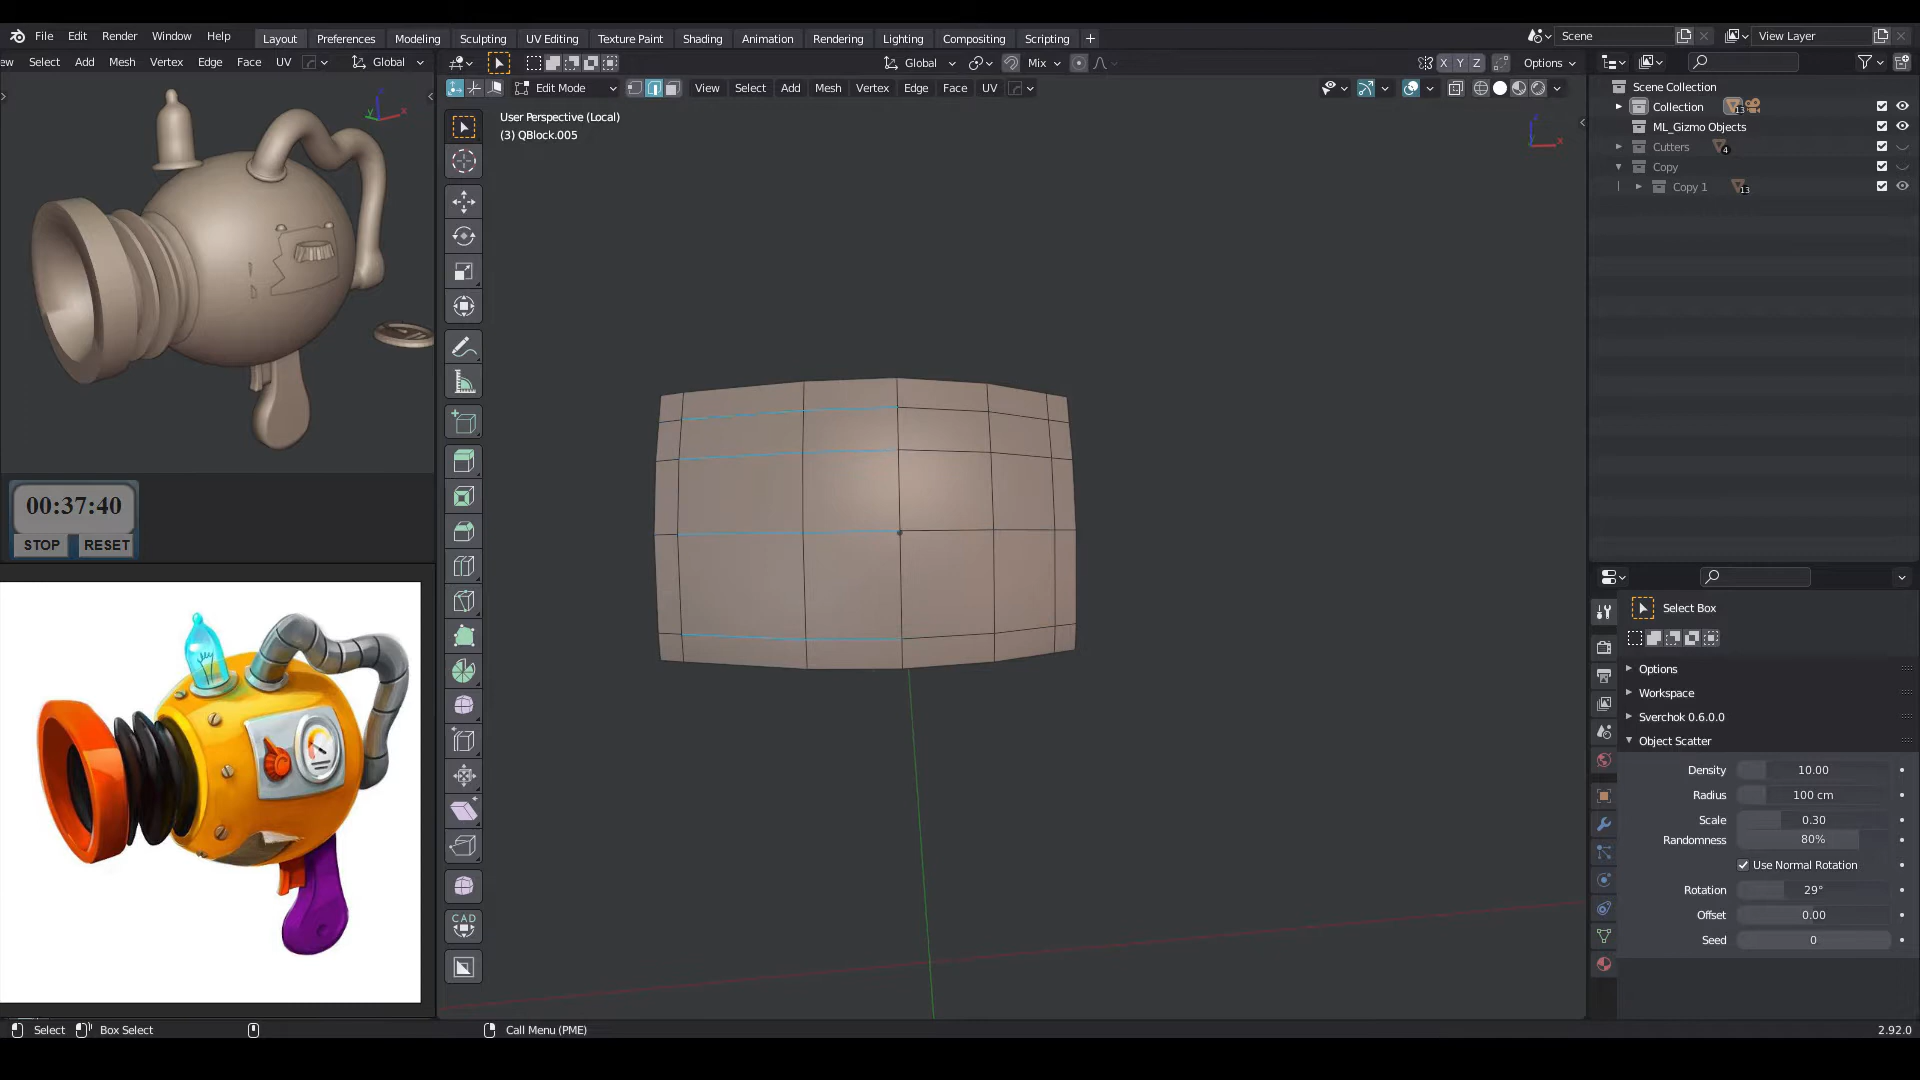 File Edit Render Window Help
Layout Preferences Modeling Sculpting UV Editing Texture Paint Shading Animation Rendering Lighting Compositing Scripting +
Scene
View Layer
ew Select Add Mesh Vertex Edge Face UV Global
Global Mix X Y Z Options
Edit Mode View Select Add Mesh Vertex Edge Face UV
User Perspective (Local)
(3) QBlock.005
Scene Collection
Collection 13
ML_Gizmo Objects
Cutters 4
Copy
Copy 1 13
00:37:40
STOP RESET
CAD
Select Box
Options
Workspace
Sverchok 0.6.0.0
Object Scatter
Density 10.00
Radius 100 cm
Scale 0.30
Randomness 80%
Use Normal Rotation
Rotation 29°
Offset 0.00
Seed 0
Select Box Select Call Menu (PME) 2.92.0